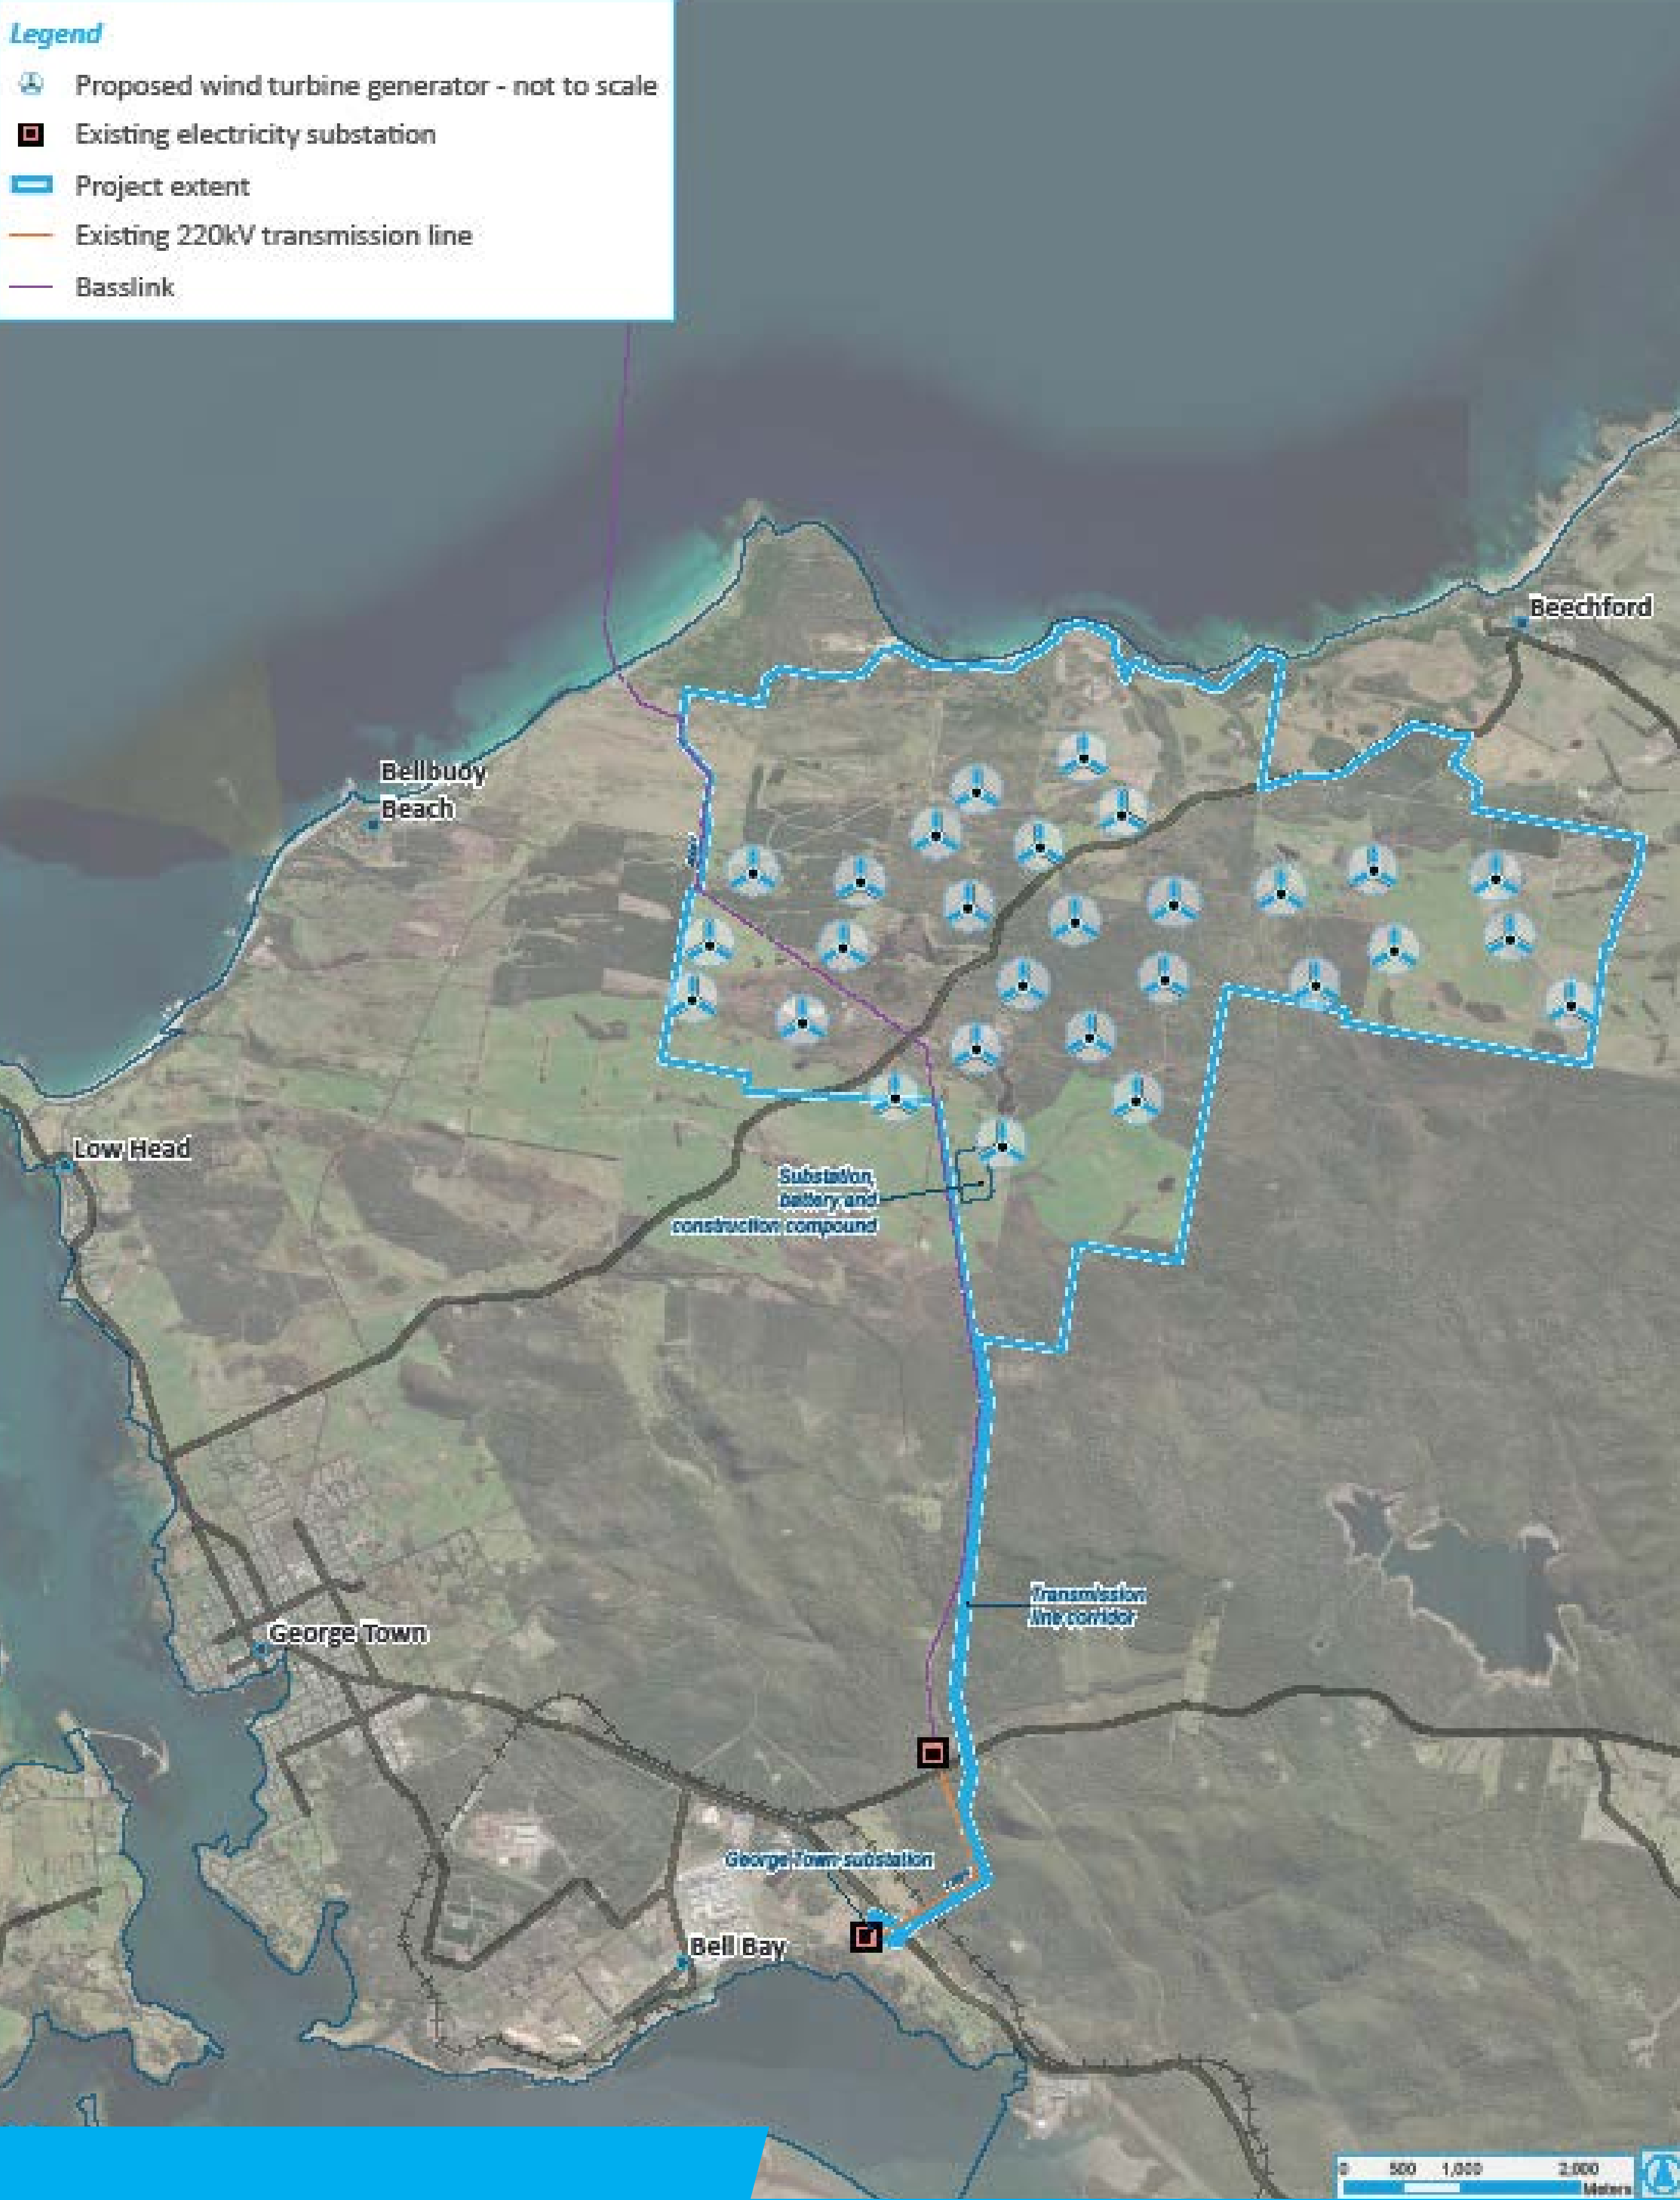 Legend
Proposed wind turbine generator - not to scale
Existing electricity substation
Project extent
Existing 220kV transmission line
Basslink
Beechford
Bellbuoy
Beach
Low Head
Substation,
battery and
construction compound
Transmission
line corridor
George Town
George Town substation
Bell Bay
0 500 1,000 2,000
Meters